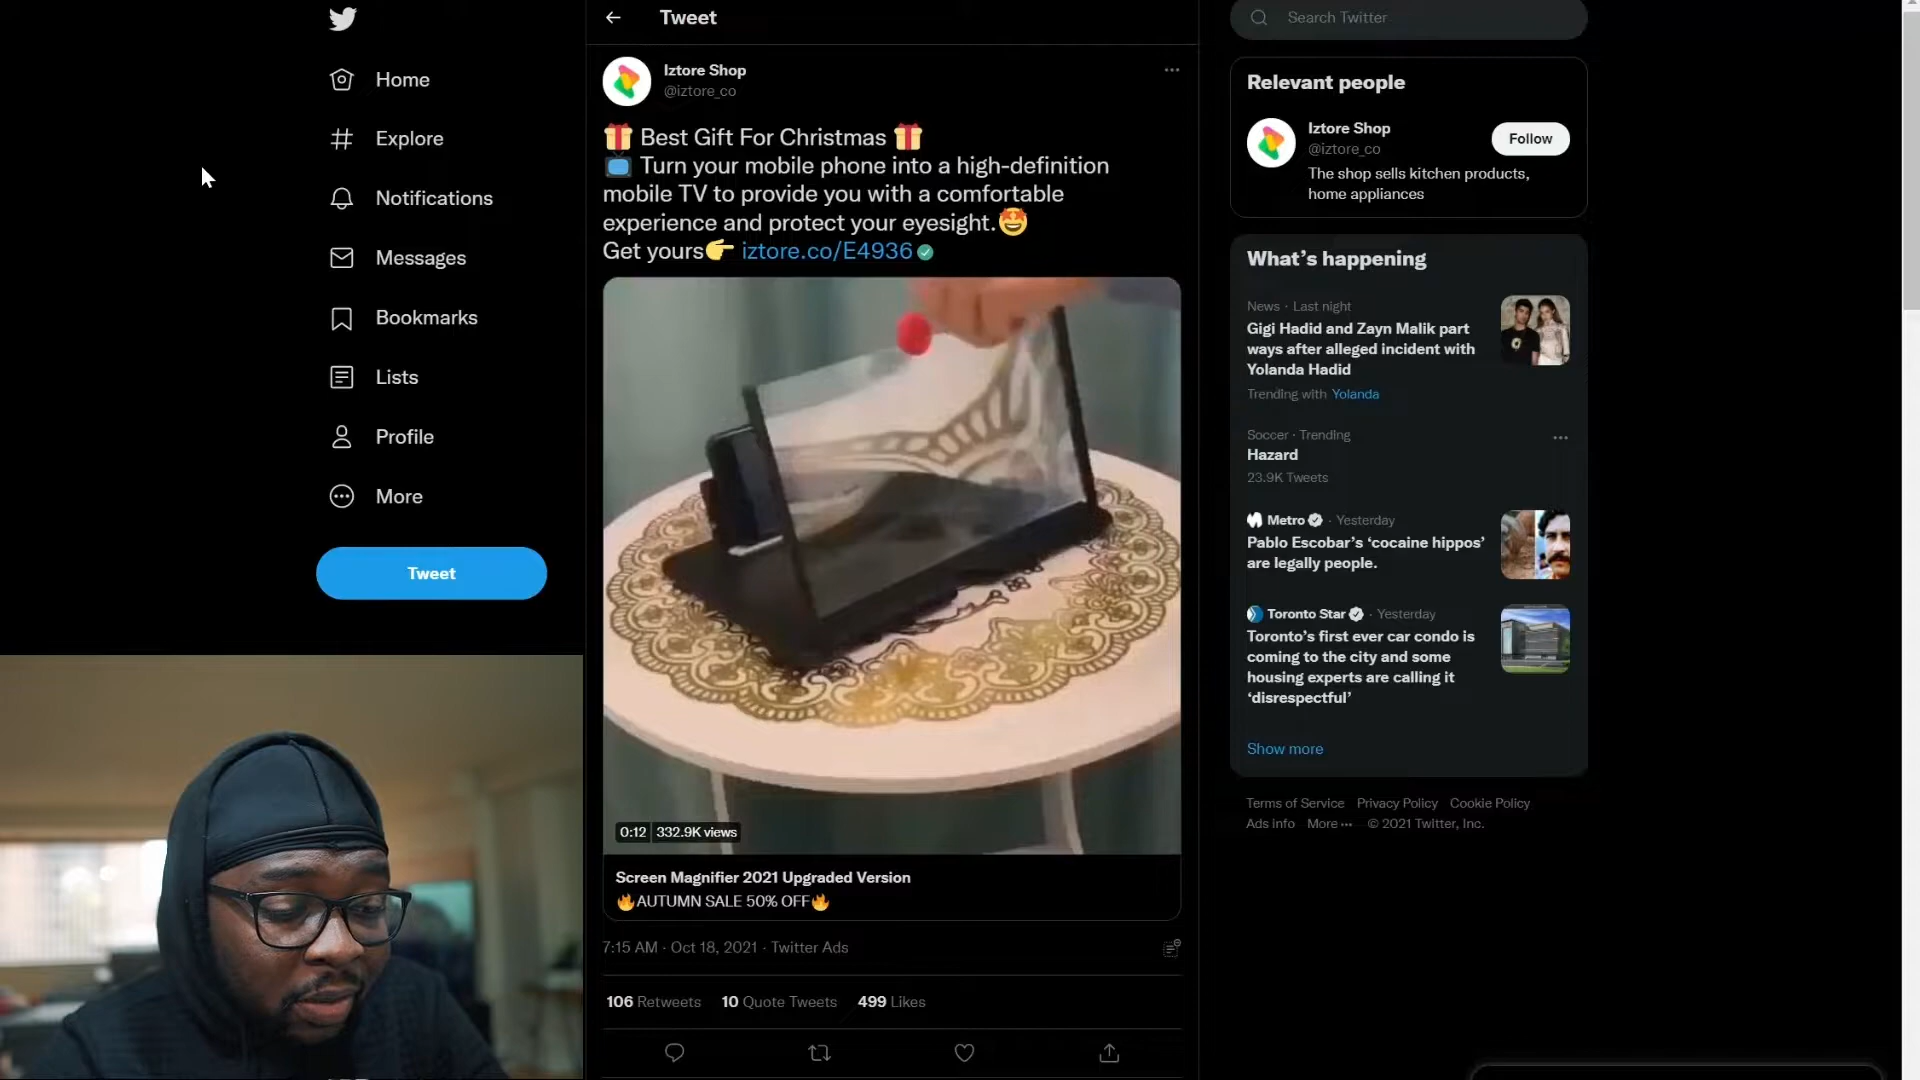 Home
Explore
Notifications
Messages
Bookmarks
Lists
Profile
More
Tweet
Tweet
Iztore Shop
@iztore_co
🎁 Best Gift For Christmas 🎁
📺 Turn your mobile phone into a high-definition
mobile TV to provide you with a comfortable
experience and protect your eyesight.🤩
Get yours👉 iztore.co/E4936
0:12 332.9K views
Screen Magnifier 2021 Upgraded Version
🔥AUTUMN SALE 50% OFF🔥
7:15 AM · Oct 18, 2021 · Twitter Ads
106 Retweets 10 Quote Tweets 499 Likes
Search Twitter
Relevant people
Iztore Shop
@iztore_co
Follow
The shop sells kitchen products,
home appliances
What’s happening
News · Last night
Gigi Hadid and Zayn Malik part
ways after alleged incident with
Yolanda Hadid
Trending with Yolanda
Soccer · Trending
Hazard
23.9K Tweets
Metro · Yesterday
Pablo Escobar’s ‘cocaine hippos’
are legally people.
Toronto Star · Yesterday
Toronto’s first ever car condo is
coming to the city and some
housing experts are calling it
‘disrespectful’
Show more
Terms of Service Privacy Policy Cookie Policy
Ads info More ··· © 2021 Twitter, Inc.